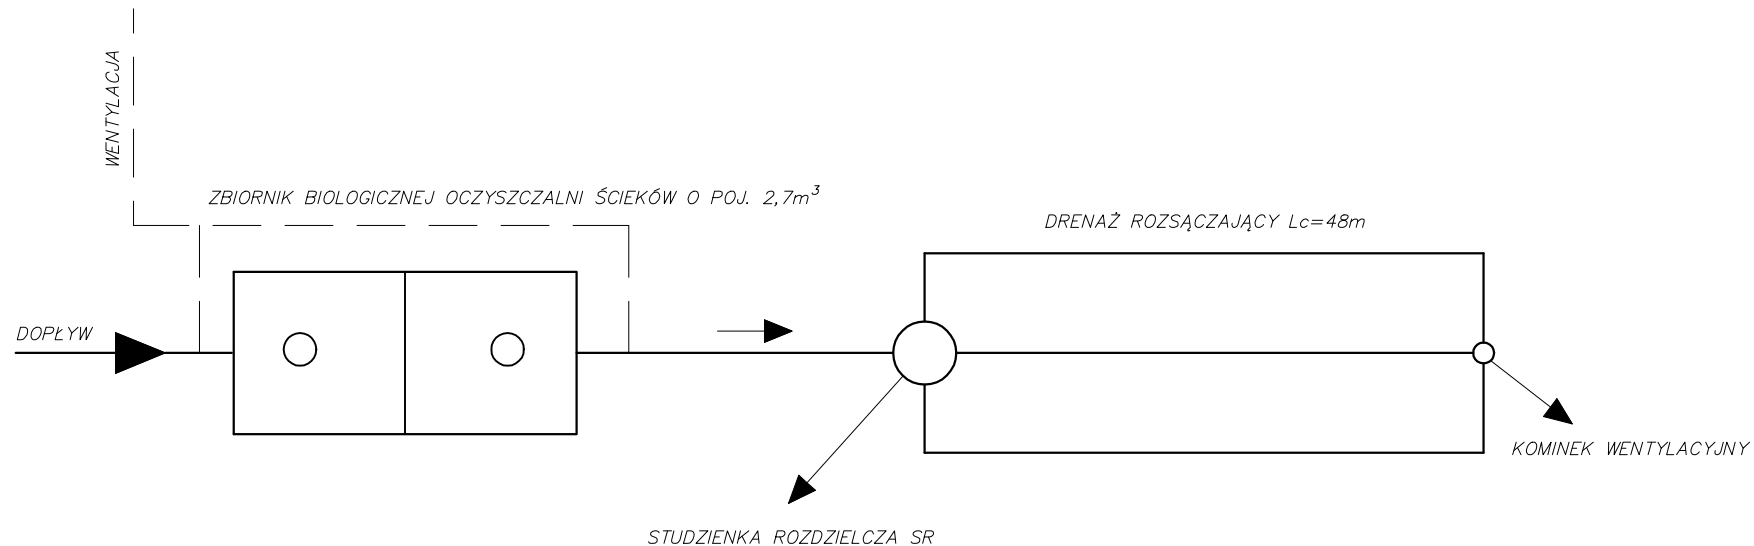 WENTYLACJA
ZBIORNIK BIOLOGICZNEJ OCZYSZCZALNI ŚCIEKÓW O POJ. 2,7m³
DRENAŻ ROZSĄCZAJĄCY Lc=48m
DOPŁYW
KOMINEK WENTYLACYJNY
STUDZIENKA ROZDZIELCZA SR